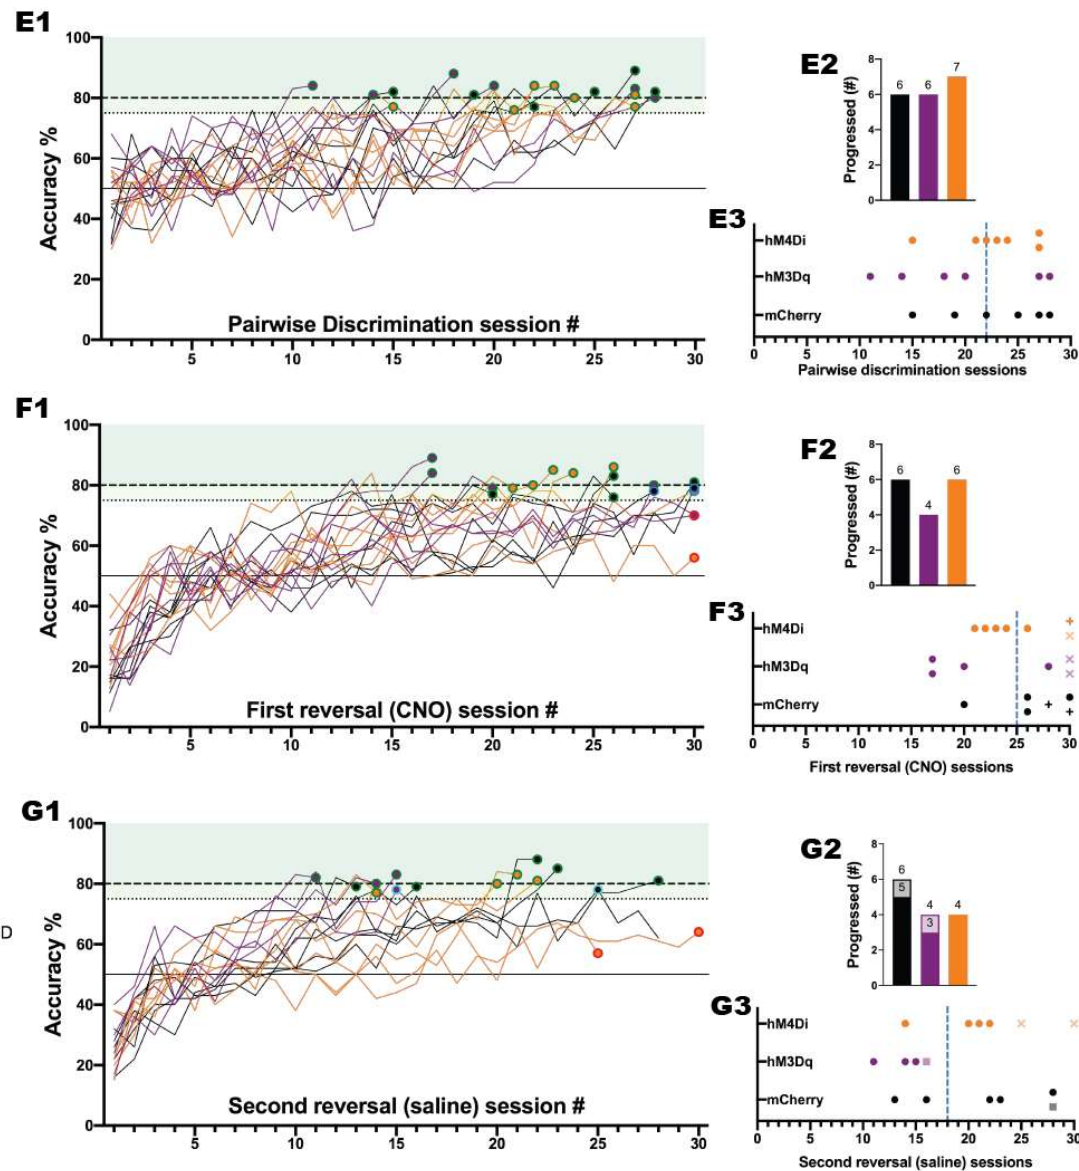 E1
100
80
60
40
20
0
Accuracy %
Pairwise Discrimination session #
5 10 15 20 25 30
E2
8
6
4
2
0
Progressed (#)
6 6 7
E3
hM4Di
hM3Dq
mCherry
0 5 10 15 20 25 30
Pairwise discrimination sessions
F1
100
80
60
40
20
0
Accuracy %
First reversal (CNO) session #
5 10 15 20 25 30
F2
8
6
4
2
0
Progressed (#)
6 4 6
F3
hM4Di
hM3Dq
mCherry
0 5 10 15 20 25 30
First reversal (CNO) sessions
G1
100
80
60
40
20
0
Accuracy %
D
Second reversal (saline) session #
5 10 15 20 25 30
G2
8
6
4
2
0
Progressed (#)
6 4 4
5 3
G3
hM4Di
hM3Dq
mCherry
0 5 10 15 20 25 30
Second reversal (saline) sessions